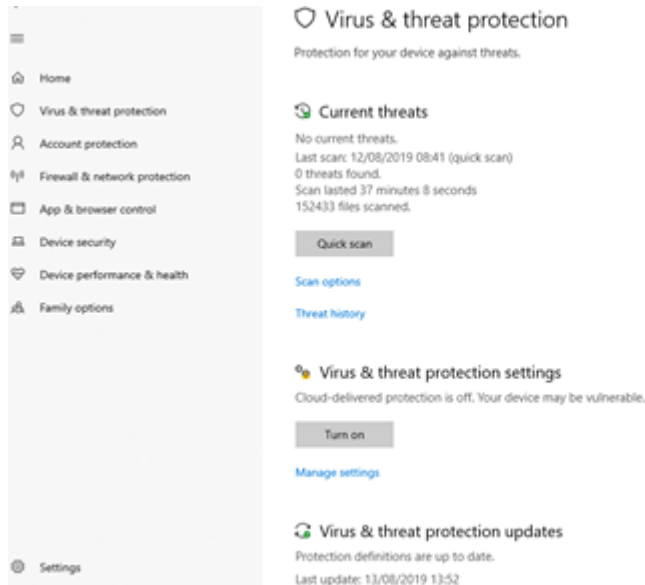 Home
Virus & threat protection
Account protection
Firewall & network protection
App & browser control
Device security
Device performance & health
Family options
Settings
Virus & threat protection
Protection for your device against threats.
Current threats
No current threats.
Last scan: 12/08/2019 08:41 (quick scan)
0 threats found.
Scan lasted 37 minutes 8 seconds
152433 files scanned.
Quick scan
Scan options
Threat history
Virus & threat protection settings
Cloud-delivered protection is off. Your device may be vulnerable.
Turn on
Manage settings
Virus & threat protection updates
Protection definitions are up to date.
Last update: 13/08/2019 13:52